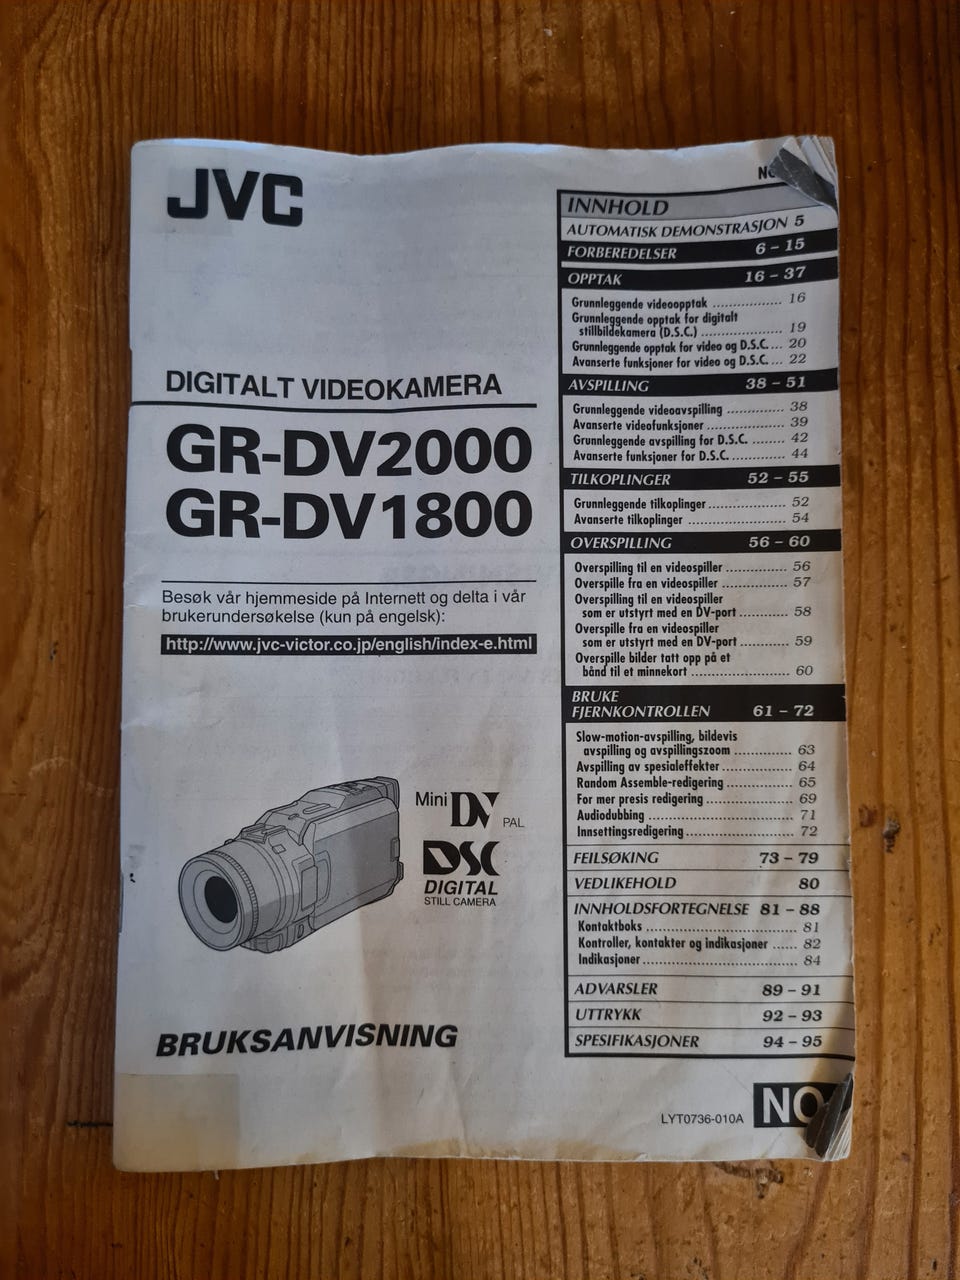 JVC
DIGITALT VIDEOKAMERA
GR-DV2000
GR-DV1800
Besøk vår hjemmeside på Internett og delta i vår
brukerundersøkelse (kun på engelsk):
http://www.jvc-victor.co.jp/english/index-e.html
Mini DV PAL
DSC
DIGITAL
STILL CAMERA
BRUKSANVISNING
INNHOLD
AUTOMATISK DEMONSTRASJON 5
FORBEREDELSER 6 – 15
OPPTAK 16 – 37
Grunnleggende videoopptak ................. 16
Grunnleggende opptak for digitalt
stillbildekamera (D.S.C.) .................... 19
Grunnleggende opptak for video og D.S.C. ... 20
Avanserte funksjoner for video og D.S.C. ... 22
AVSPILLING 38 – 51
Grunnleggende videoavspilling .............. 38
Avanserte videofunksjoner .................... 39
Grunnleggende avspilling for D.S.C. ........ 42
Avanserte funksjoner for D.S.C. ............. 44
TILKOPLINGER 52 – 55
Grunnleggende tilkoplinger ................... 52
Avanserte tilkoplinger ........................ 54
OVERSPILLING 56 – 60
Overspilling til en videospiller ............... 56
Overspille fra en videospiller ................ 57
Overspilling til en videospiller
som er utstyrt med en DV-port ............ 58
Overspille fra en videospiller
som er utstyrt med en DV-port ............ 59
Overspille bilder tatt opp på et
bånd til et minnekort ........................ 60
BRUKE
FJERNKONTROLLEN 61 – 72
Slow-motion-avspilling, bildevis
avspilling og avspillingszoom .............. 63
Avspilling av spesialeffekter ................. 64
Random Assemble-redigering ................ 65
For mer presis redigering ..................... 69
Audiodubbing ................................... 71
Innsettingsredigering .......................... 72
FEILSØKING 73 – 79
VEDLIKEHOLD 80
INNHOLDSFORTEGNELSE 81 – 88
Kontaktboks ..................................... 81
Kontroller, kontakter og indikasjoner ...... 82
Indikasjoner ..................................... 84
ADVARSLER 89 – 91
UTTRYKK 92 – 93
SPESIFIKASJONER 94 – 95
LYT0736-010A
NO